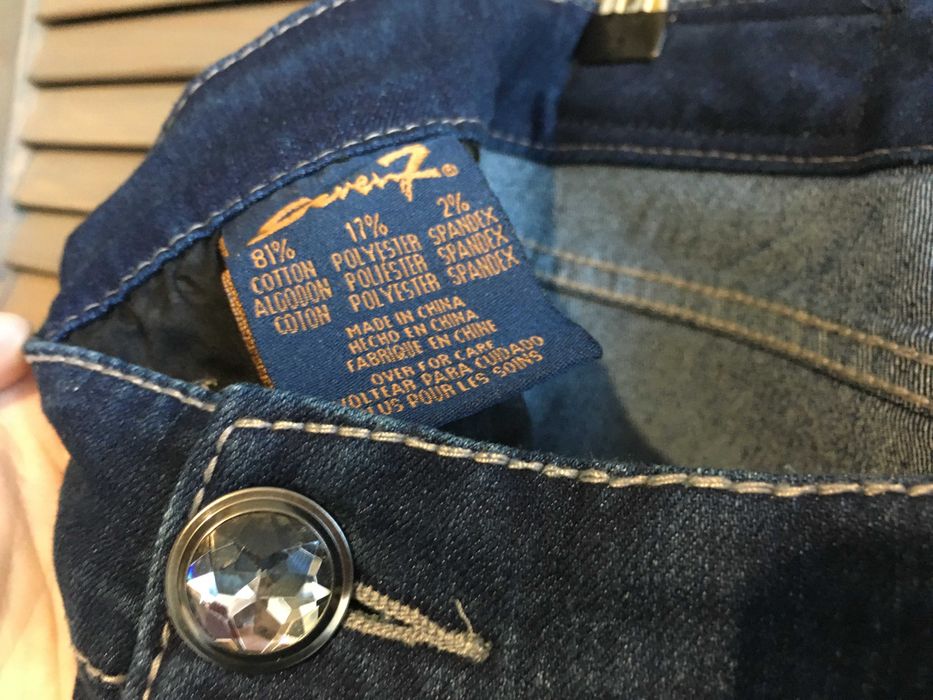 Seven7®
81% 17% 2%
COTTON POLYESTER SPANDEX
ALGODON POLIESTER SPANDEX
COTON POLYESTER SPANDEX
MADE IN CHINA
HECHO EN CHINA
FABRIQUE EN CHINE
OVER FOR CARE
VOLTEAR PARA CUIDADO
POUR LES SOINS